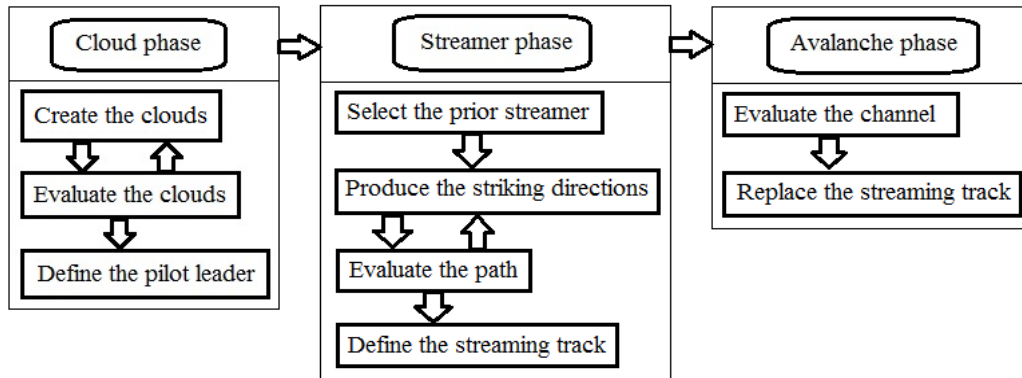 Cloud phase
Create the clouds
Evaluate the clouds
Define the pilot leader
Streamer phase
Select the prior streamer
Produce the striking directions
Evaluate the path
Define the streaming track
Avalanche phase
Evaluate the channel
Replace the streaming track